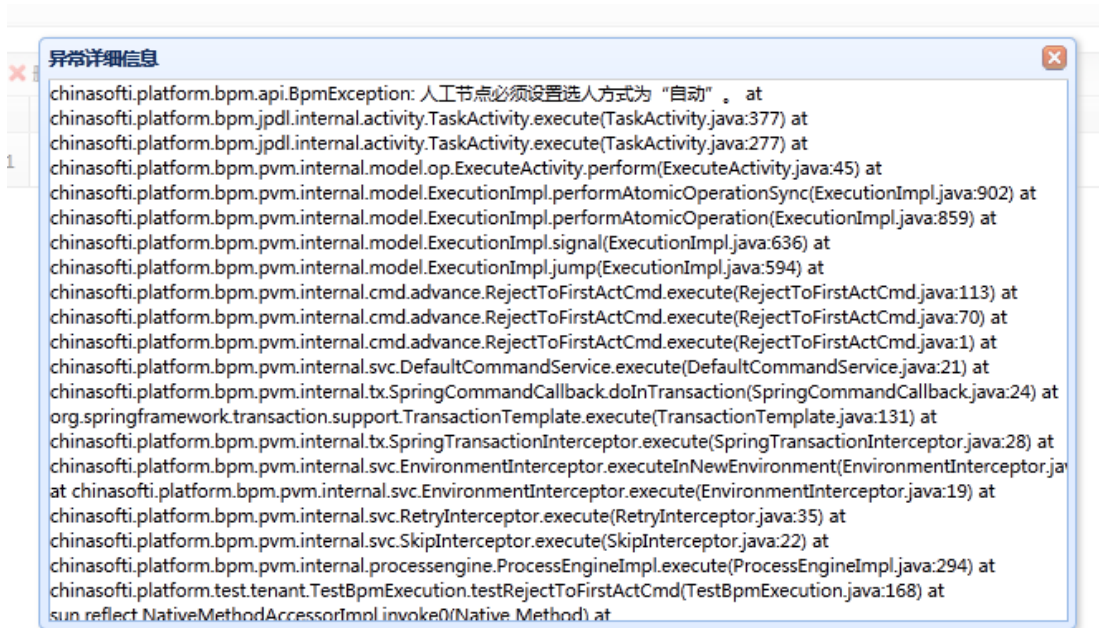 异常详细信息
chinasofti.platform.bpm.api.BpmException: 人工节点必须设置选人方式为“自动”。 at
chinasofti.platform.bpm.jpdl.internal.activity.TaskActivity.execute(TaskActivity.java:377) at
chinasofti.platform.bpm.jpdl.internal.activity.TaskActivity.execute(TaskActivity.java:277) at
1
chinasofti.platform.bpm.pvm.internal.model.op.ExecuteActivity.perform(ExecuteActivity.java:45) at
chinasofti.platform.bpm.pvm.internal.model.ExecutionImpl.performAtomicOperationSync(ExecutionImpl.java:902) at
chinasofti.platform.bpm.pvm.internal.model.ExecutionImpl.performAtomicOperation(ExecutionImpl.java:859) at
chinasofti.platform.bpm.pvm.internal.model.ExecutionImpl.signal(ExecutionImpl.java:636) at
chinasofti.platform.bpm.pvm.internal.model.ExecutionImpl.jump(ExecutionImpl.java:594) at
chinasofti.platform.bpm.pvm.internal.cmd.advance.RejectToFirstActCmd.execute(RejectToFirstActCmd.java:113) at
chinasofti.platform.bpm.pvm.internal.cmd.advance.RejectToFirstActCmd.execute(RejectToFirstActCmd.java:70) at
chinasofti.platform.bpm.pvm.internal.cmd.advance.RejectToFirstActCmd.execute(RejectToFirstActCmd.java:1) at
chinasofti.platform.bpm.pvm.internal.svc.DefaultCommandService.execute(DefaultCommandService.java:21) at
chinasofti.platform.bpm.pvm.internal.tx.SpringCommandCallback.doInTransaction(SpringCommandCallback.java:24) at
org.springframework.transaction.support.TransactionTemplate.execute(TransactionTemplate.java:131) at
chinasofti.platform.bpm.pvm.internal.tx.SpringTransactionInterceptor.execute(SpringTransactionInterceptor.java:28) at
chinasofti.platform.bpm.pvm.internal.svc.EnvironmentInterceptor.executeInNewEnvironment(EnvironmentInterceptor.jav
at chinasofti.platform.bpm.pvm.internal.svc.EnvironmentInterceptor.execute(EnvironmentInterceptor.java:19) at
chinasofti.platform.bpm.pvm.internal.svc.RetryInterceptor.execute(RetryInterceptor.java:35) at
chinasofti.platform.bpm.pvm.internal.svc.SkipInterceptor.execute(SkipInterceptor.java:22) at
chinasofti.platform.bpm.pvm.internal.processengine.ProcessEngineImpl.execute(ProcessEngineImpl.java:294) at
chinasofti.platform.test.tenant.TestBpmExecution.testRejectToFirstActCmd(TestBpmExecution.java:168) at
sun.reflect.NativeMethodAccessorImpl.invoke0(Native Method) at